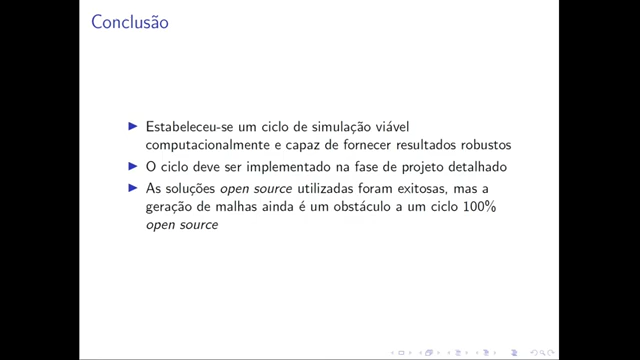 Conclusão
Estabeleceu-se um ciclo de simulação viável
computacionalmente e capaz de fornecer resultados robustos
O ciclo deve ser implementado na fase de projeto detalhado
As soluções open source utilizadas foram exitosas, mas a
geração de malhas ainda é um obstáculo a um ciclo 100%
open source